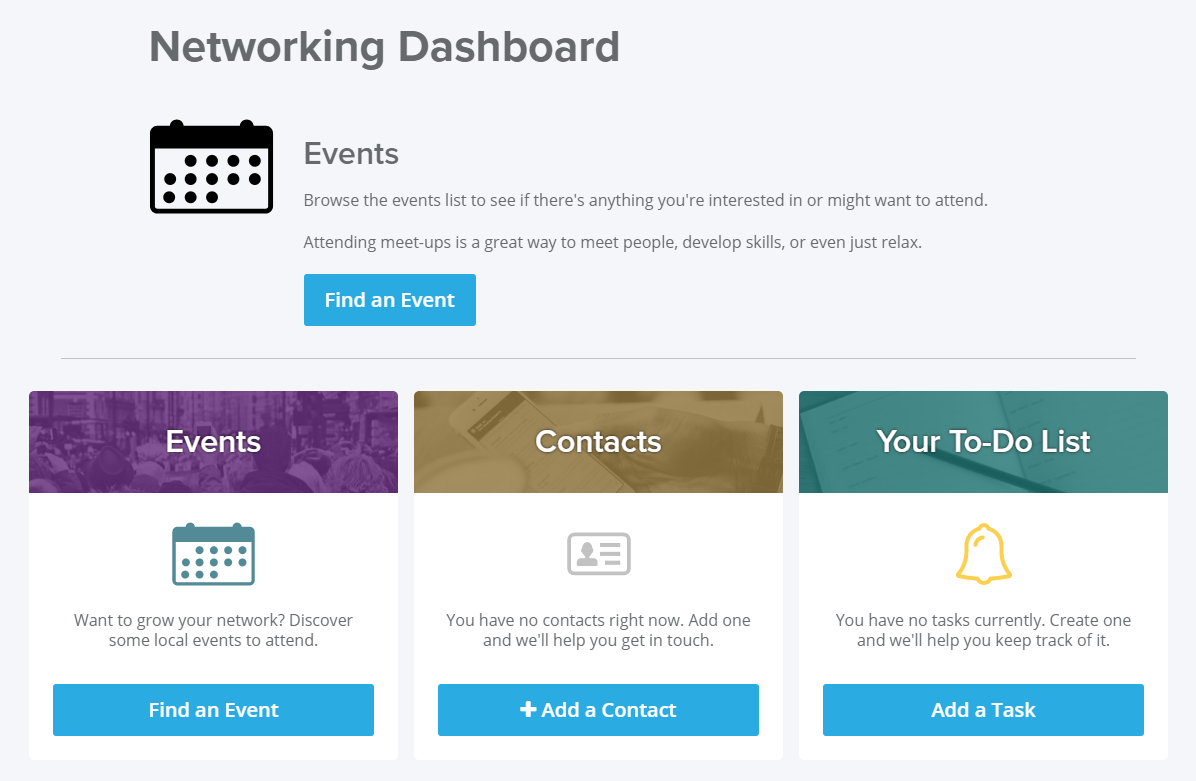 Networking Dashboard
Events
Browse the events list to see if there's anything you're interested in or might want to attend.
Attending meet-ups is a great way to meet people, develop skills, or even just relax.
Find an Event
Events
Want to grow your network? Discover
some local events to attend.
Find an Event
Contacts
You have no contacts right now. Add one
and we'll help you get in touch.
Add a Contact
Your To-Do List
You have no tasks currently. Create one
and we'll help you keep track of it.
Add a Task